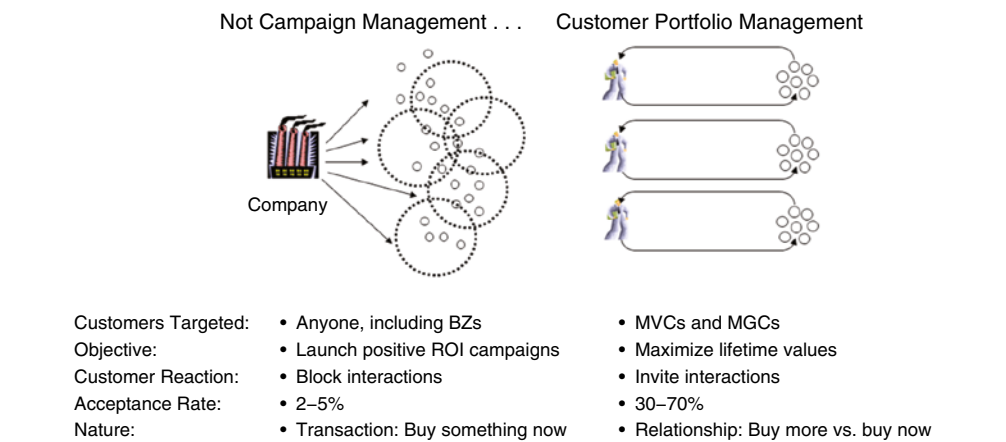 Not Campaign Management . . . Customer Portfolio Management
Company
Customers Targeted: • Anyone, including BZs • MVCs and MGCs
Objective: • Launch positive ROI campaigns • Maximize lifetime values
Customer Reaction: • Block interactions • Invite interactions
Acceptance Rate: • 2–5% • 30–70%
Nature: • Transaction: Buy something now • Relationship: Buy more vs. buy now